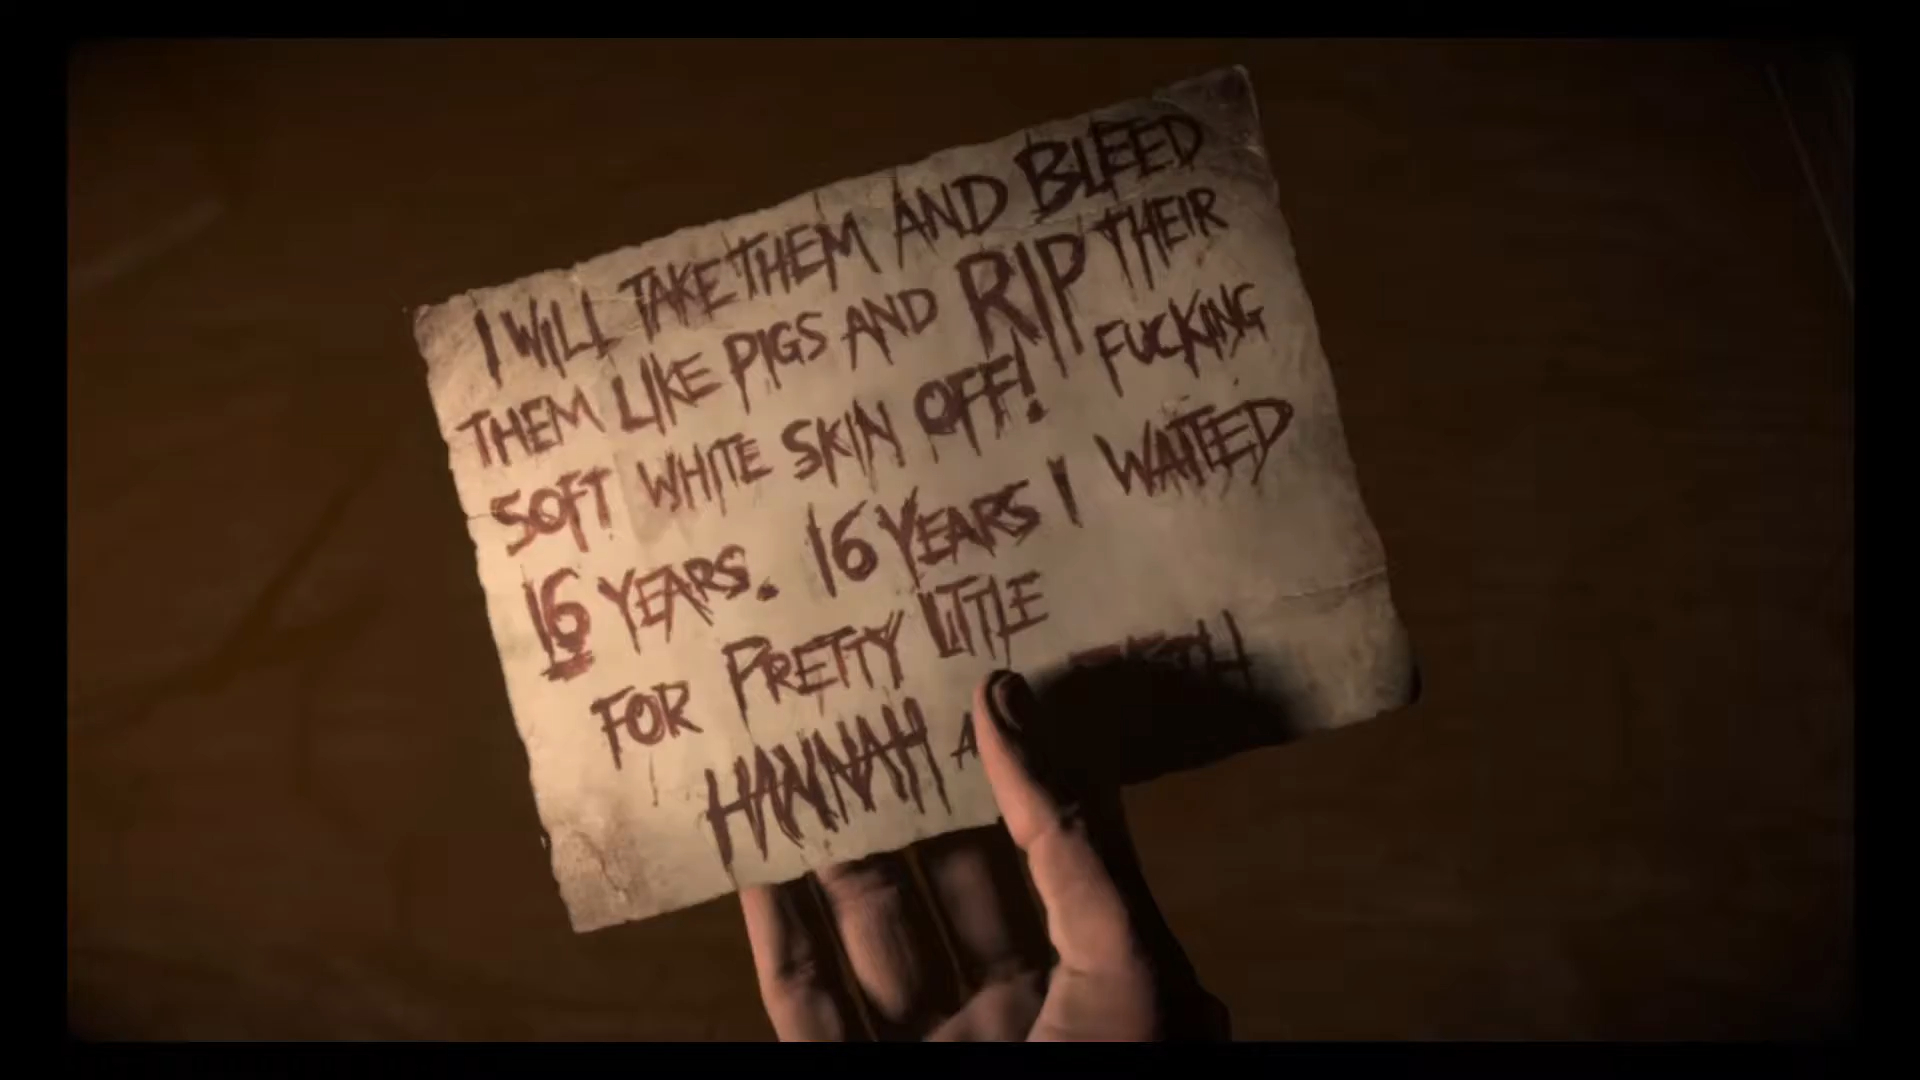 I WILL TAKE THEM AND BLEED
THEM LIKE PIGS AND RIP THEIR
SOFT WHITE SKIN OFF! FUCKING
16 YEARS. 16 YEARS I WAITED
FOR PRETTY LITTLE
HANNAH